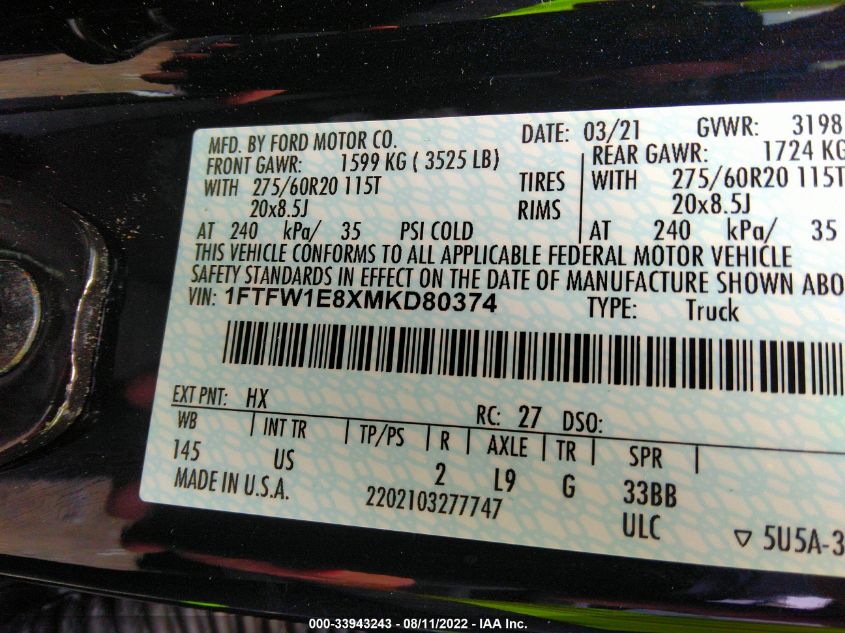 MFD. BY FORD MOTOR CO. DATE: 03/21 GVWR: 3198
FRONT GAWR: 1599 KG ( 3525 LB) REAR GAWR: 1724 KG
WITH 275/60R20 115T TIRES WITH 275/60R20 115T
20x8.5J RIMS 20x8.5J
AT 240 kPa/ 35 PSI COLD AT 240 kPa/ 35
THIS VEHICLE CONFORMS TO ALL APPLICABLE FEDERAL MOTOR VEHICLE
SAFETY STANDARDS IN EFFECT ON THE DATE OF MANUFACTURE SHOWN ABO
VIN: 1FTFW1E8XMKD80374 TYPE: Truck
EXT PNT: HX RC: 27 DSO:
WB INT TR TP/PS R AXLE TR SPR
145 US 2 L9 G 33BB
MADE IN U.S.A. 2202103277747 ULC
▽ 5U5A-3
000-33943243 - 08/11/2022 - IAA Inc.